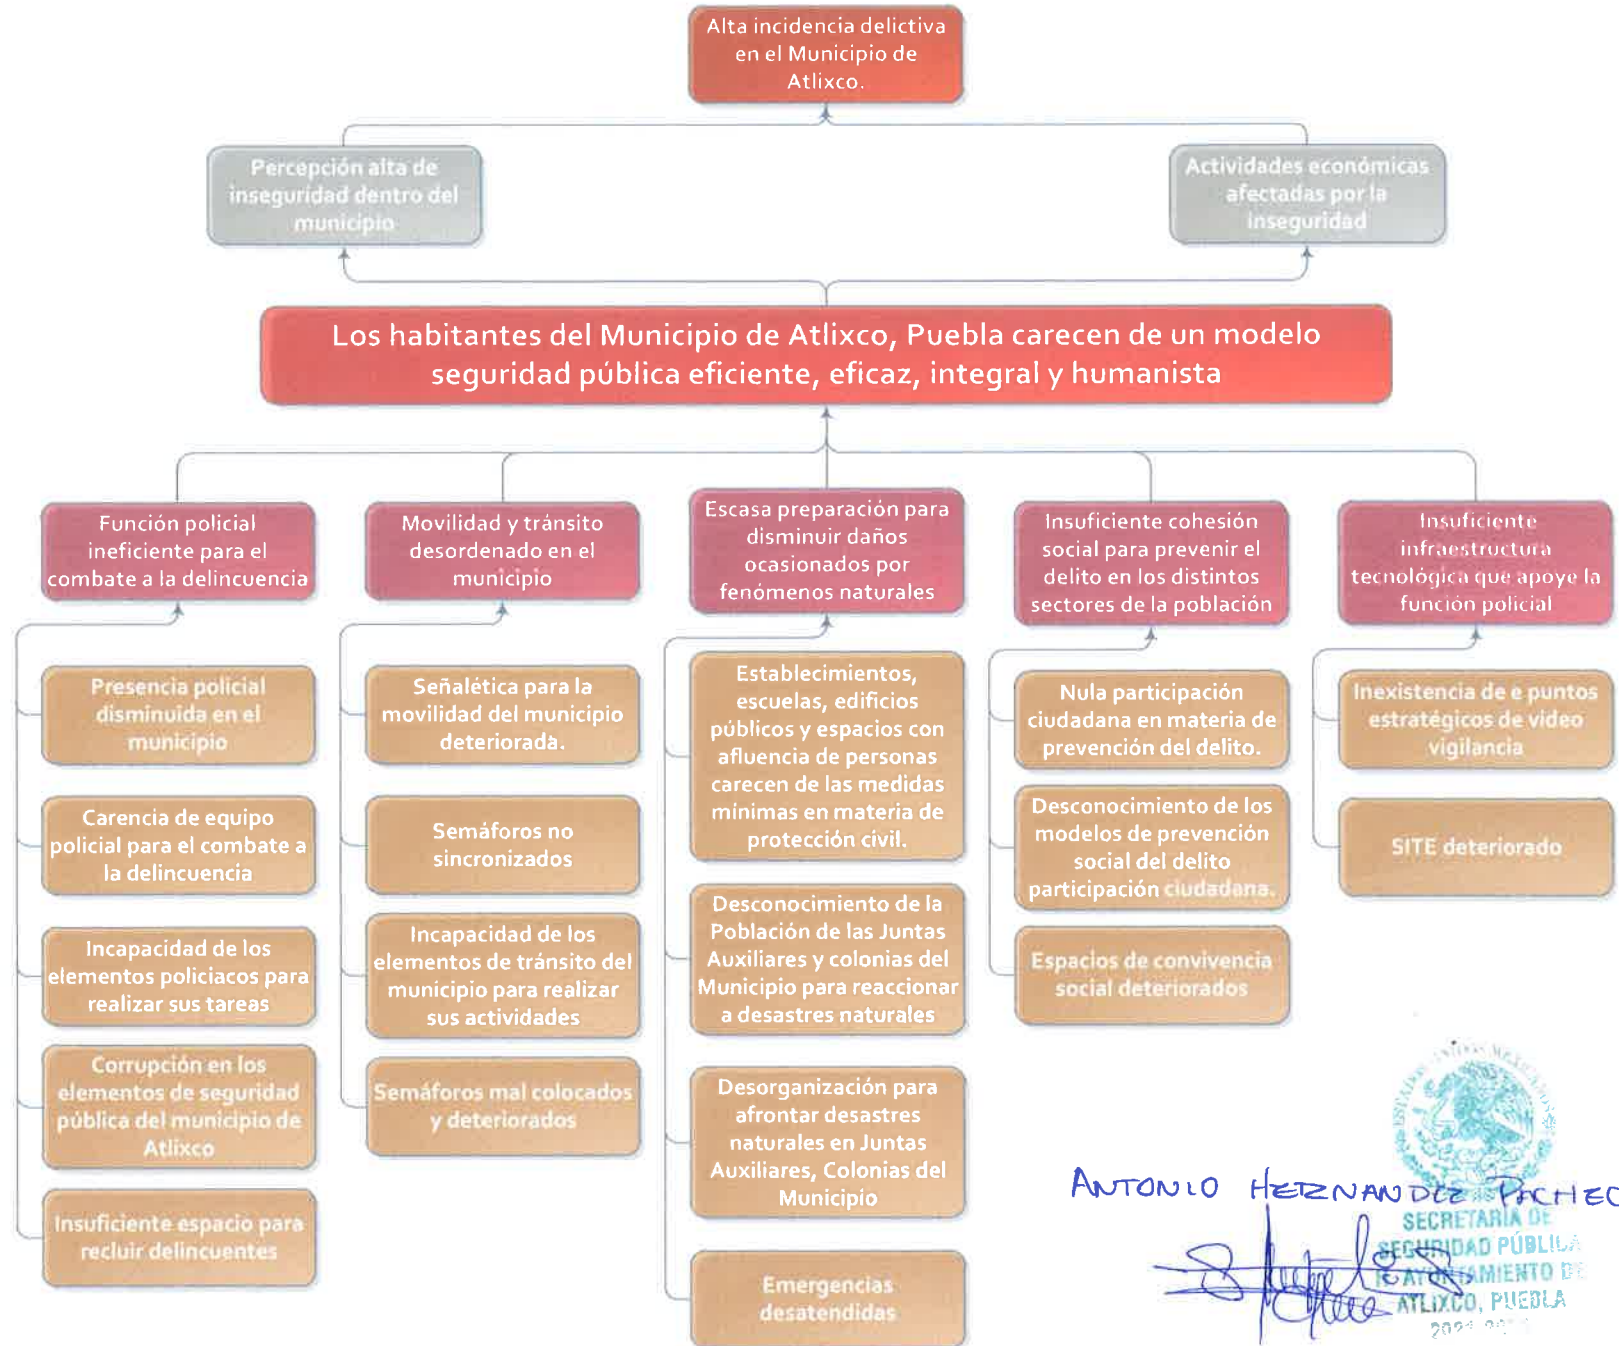 Alta incidencia delictiva
en el Municipio de
Atlixco.
Percepción alta de
inseguridad dentro del
municipio
Actividades económicas
afectadas por la
inseguridad
Los habitantes del Municipio de Atlixco, Puebla carecen de un modelo
seguridad pública eficiente, eficaz, integral y humanista
Función policial
ineficiente para el
combate a la delincuencia
Presencia policial
disminuida en el
municipio
Carencia de equipo
policial para el combate a
la delincuencia
Incapacidad de los
elementos policiacos para
realizar sus tareas
Corrupción en los
elementos de seguridad
pública del municipio de
Atlixco
Insuficiente espacio para
recluir delincuentes
Movilidad y tránsito
desordenado en el
municipio
Señalética para la
movilidad del municipio
deteriorada.
Semáforos no
sincronizados
Incapacidad de los
elementos de tránsito del
municipio para realizar
sus actividades
Semáforos mal colocados
y deteriorados
Escasa preparación para
disminuir daños
ocasionados por
fenómenos naturales
Establecimientos,
escuelas, edificios
públicos y espacios con
afluencia de personas
carecen de las medidas
mínimas en materia de
protección civil.
Desconocimiento de la
Población de las Juntas
Auxiliares y colonias del
Municipio para reaccionar
a desastres naturales
Desorganización para
afrontar desastres
naturales en Juntas
Auxiliares, Colonias del
Municipio
Emergencias
desatendidas
Insuficiente cohesión
social para prevenir el
delito en los distintos
sectores de la población
Nula participación
ciudadana en materia de
prevención del delito.
Desconocimiento de los
modelos de prevención
social del delito
participación ciudadana.
Espacios de convivencia
social deteriorados
Insuficiente
infraestructura
tecnológica que apoye la
función policial
Inexistencia de e puntos
estratégicos de video
vigilancia
SITE deteriorado
ANTONIO HERNANDEZ PACHEC
SECRETARÍA DE
SEGURIDAD PÚBLICA
AYUNTAMIENTO DE
ATLIXCO, PUEBLA